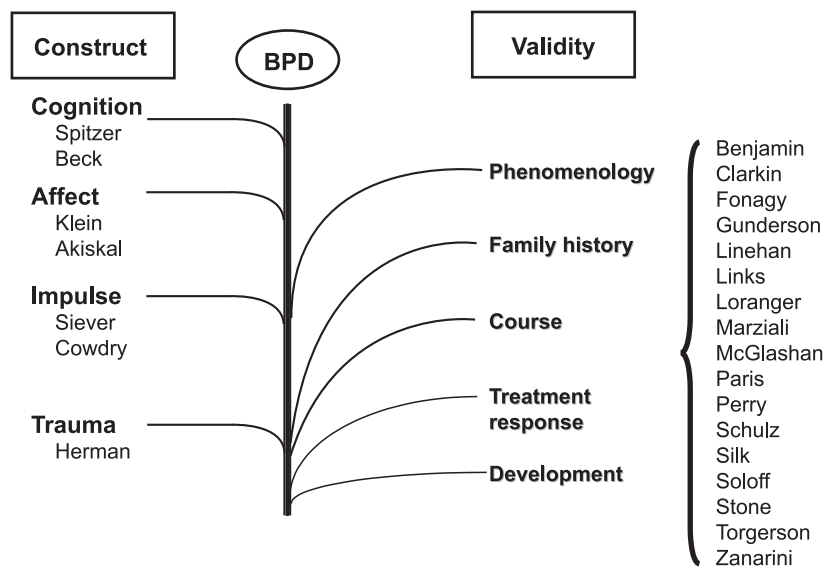 Construct
BPD
Validity
Cognition
Spitzer
Beck
Affect
Klein
Akiskal
Impulse
Siever
Cowdry
Trauma
Herman
Phenomenology
Family history
Course
Treatment
response
Development
Benjamin
Clarkin
Fonagy
Gunderson
Linehan
Links
Loranger
Marziali
McGlashan
Paris
Perry
Schulz
Silk
Soloff
Stone
Torgerson
Zanarini